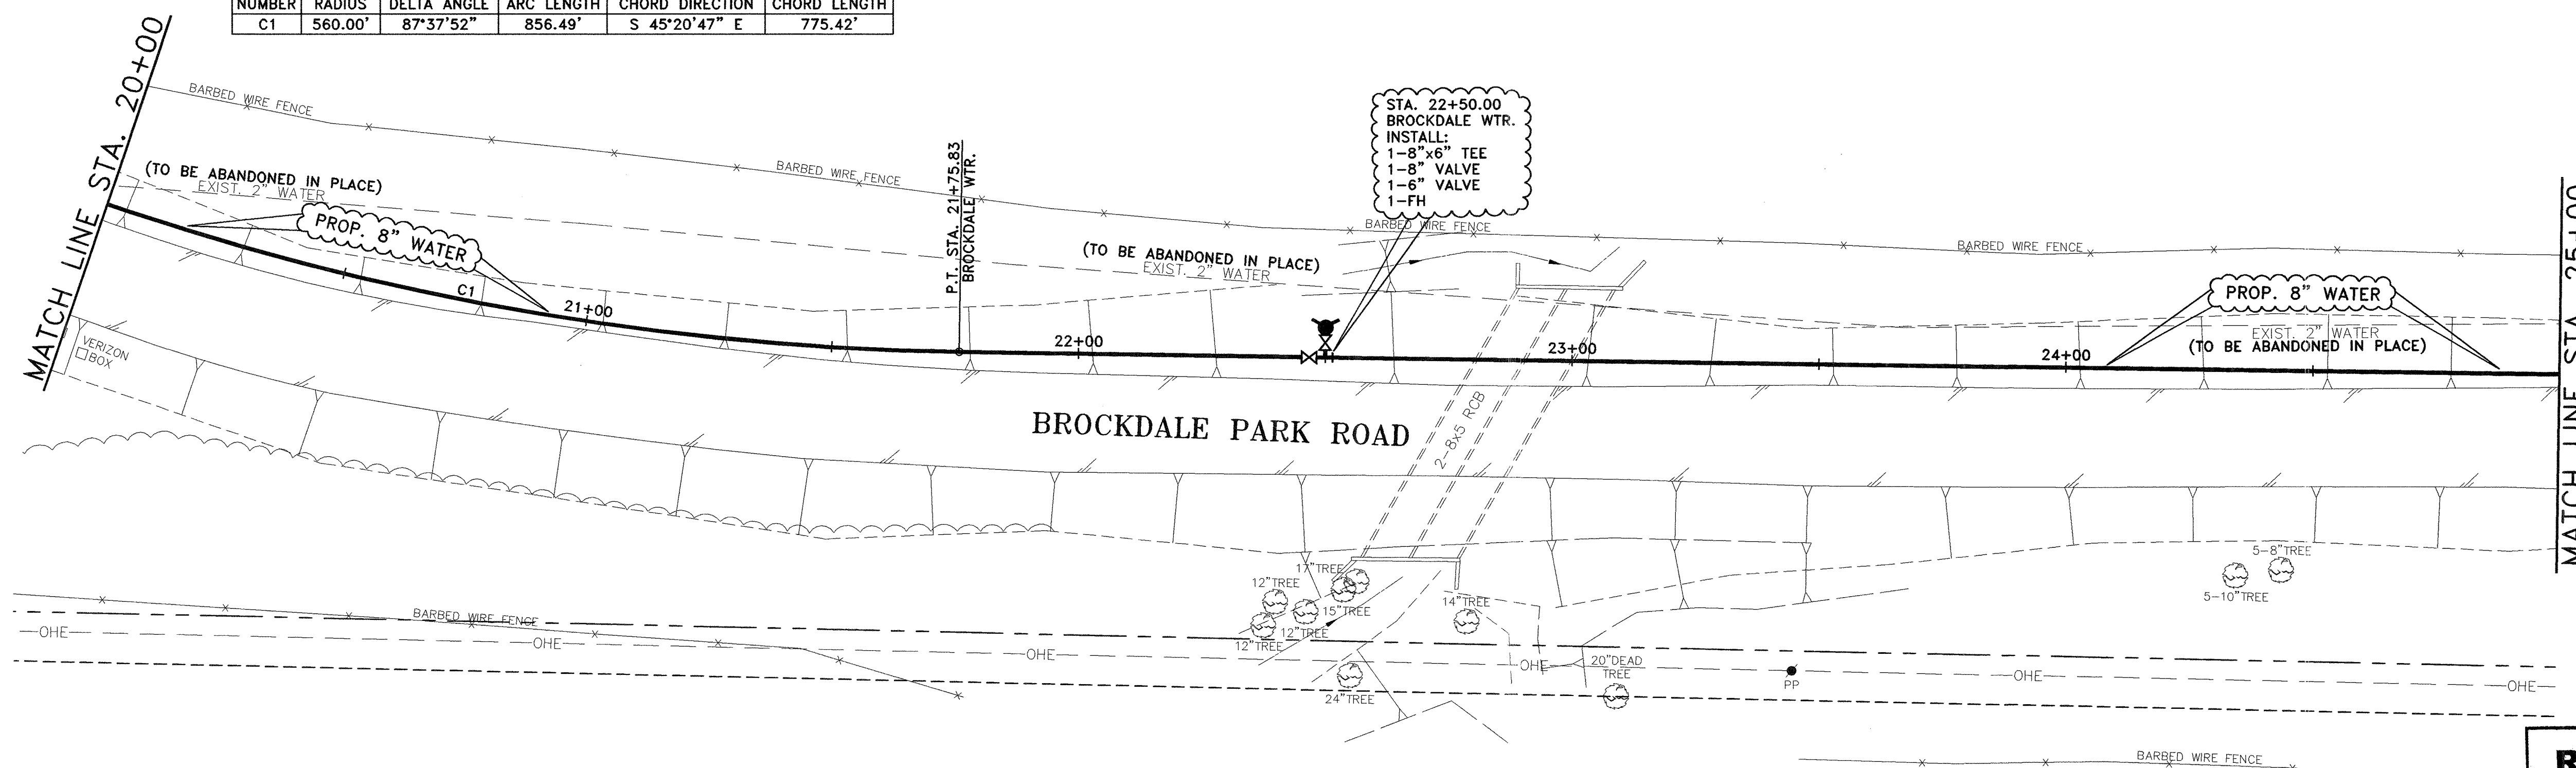 NUMBER RADIUS DELTA ANGLE ARC LENGTH CHORD DIRECTION CHORD LENGTH
C1 560.00' 87°37'52" 856.49' S 45°20'47" E 775.42'
MATCH LINE STA. 20+00
BARBED WIRE FENCE
(TO BE ABANDONED IN PLACE)
EXIST. 2" WATER
PROP. 8" WATER
C1
21+00
BARBED WIRE FENCE
P.T. STA. 21+75.83
BROCKDALE WTR.
22+00
(TO BE ABANDONED IN PLACE)
EXIST. 2" WATER
STA. 22+50.00
BROCKDALE WTR.
INSTALL:
1-8"x6" TEE
1-8" VALVE
1-6" VALVE
1-FH
BARBED WIRE FENCE
23+00
BARBED WIRE FENCE
PROP. 8" WATER
EXIST. 2" WATER
(TO BE ABANDONED IN PLACE)
24+00
MATCH LINE STA. 25+00
VERIZON
BOX
BROCKDALE PARK ROAD
2-8x5 RCB
17"TREE
12"TREE
15"TREE
12"TREE
12"TREE
14"TREE
24"TREE
20"DEAD
TREE
5-8"TREE
5-10"TREE
BARBED WIRE FENCE
OHE
OHE
OHE
OHE
OHE
OHE
PP
BARBED WIRE FENCE